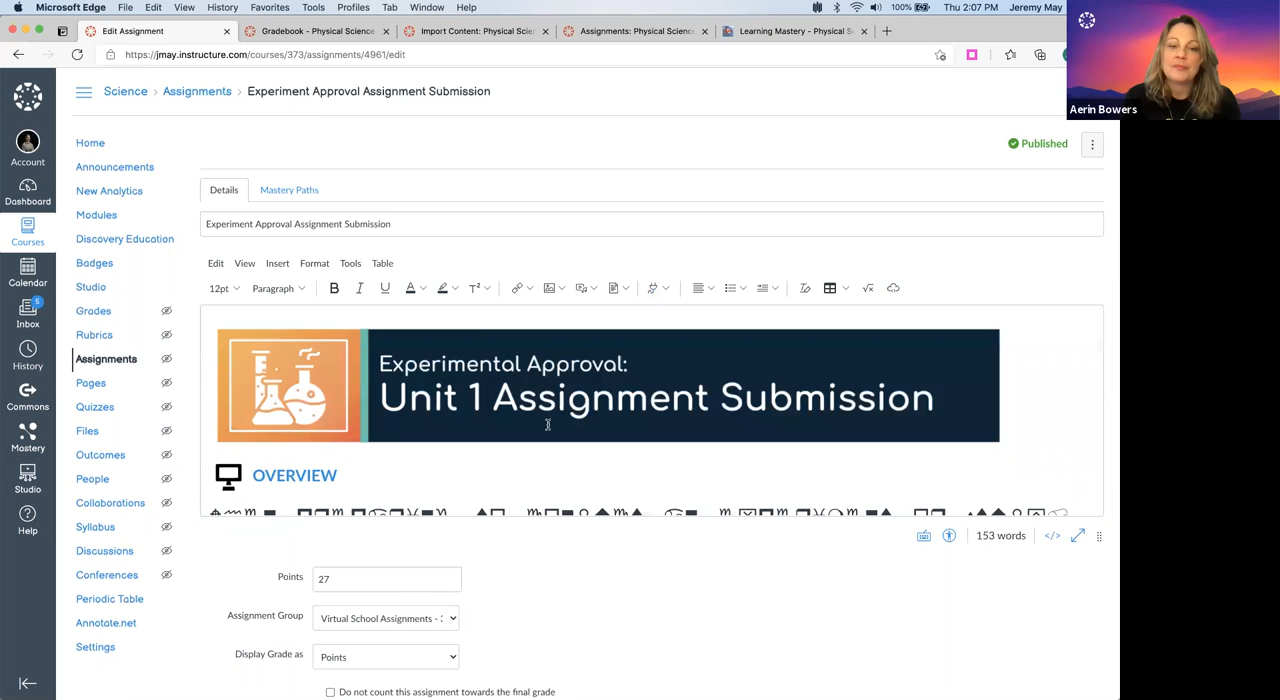 Microsoft Edge File Edit View History Favorites Tools Profiles Tab Window Help 100% Thu 2:07 PM Jeremy May
Edit Assignment Gradebook - Physical Science Import Content: Physical Scie Assignments: Physical Science Learning Mastery - Physical S
https://jmay.instructure.com/courses/373/assignments/4961/edit
Aerin Bowers
Science › Assignments › Experiment Approval Assignment Submission
Account
Dashboard
Courses
Calendar
5
Inbox
History
Commons
Mastery
Studio
Help
Home
Announcements
New Analytics
Modules
Discovery Education
Badges
Studio
Grades
Rubrics
Assignments
Pages
Quizzes
Files
Outcomes
People
Collaborations
Syllabus
Discussions
Conferences
Periodic Table
Annotate.net
Settings
Published
Details Mastery Paths
Experiment Approval Assignment Submission
Edit View Insert Format Tools Table
12pt Paragraph B I U A T²
Experimental Approval:
Unit 1 Assignment Submission
OVERVIEW
153 words </>
Points 27
Assignment Group Virtual School Assignments -
Display Grade as Points
Do not count this assignment towards the final grade